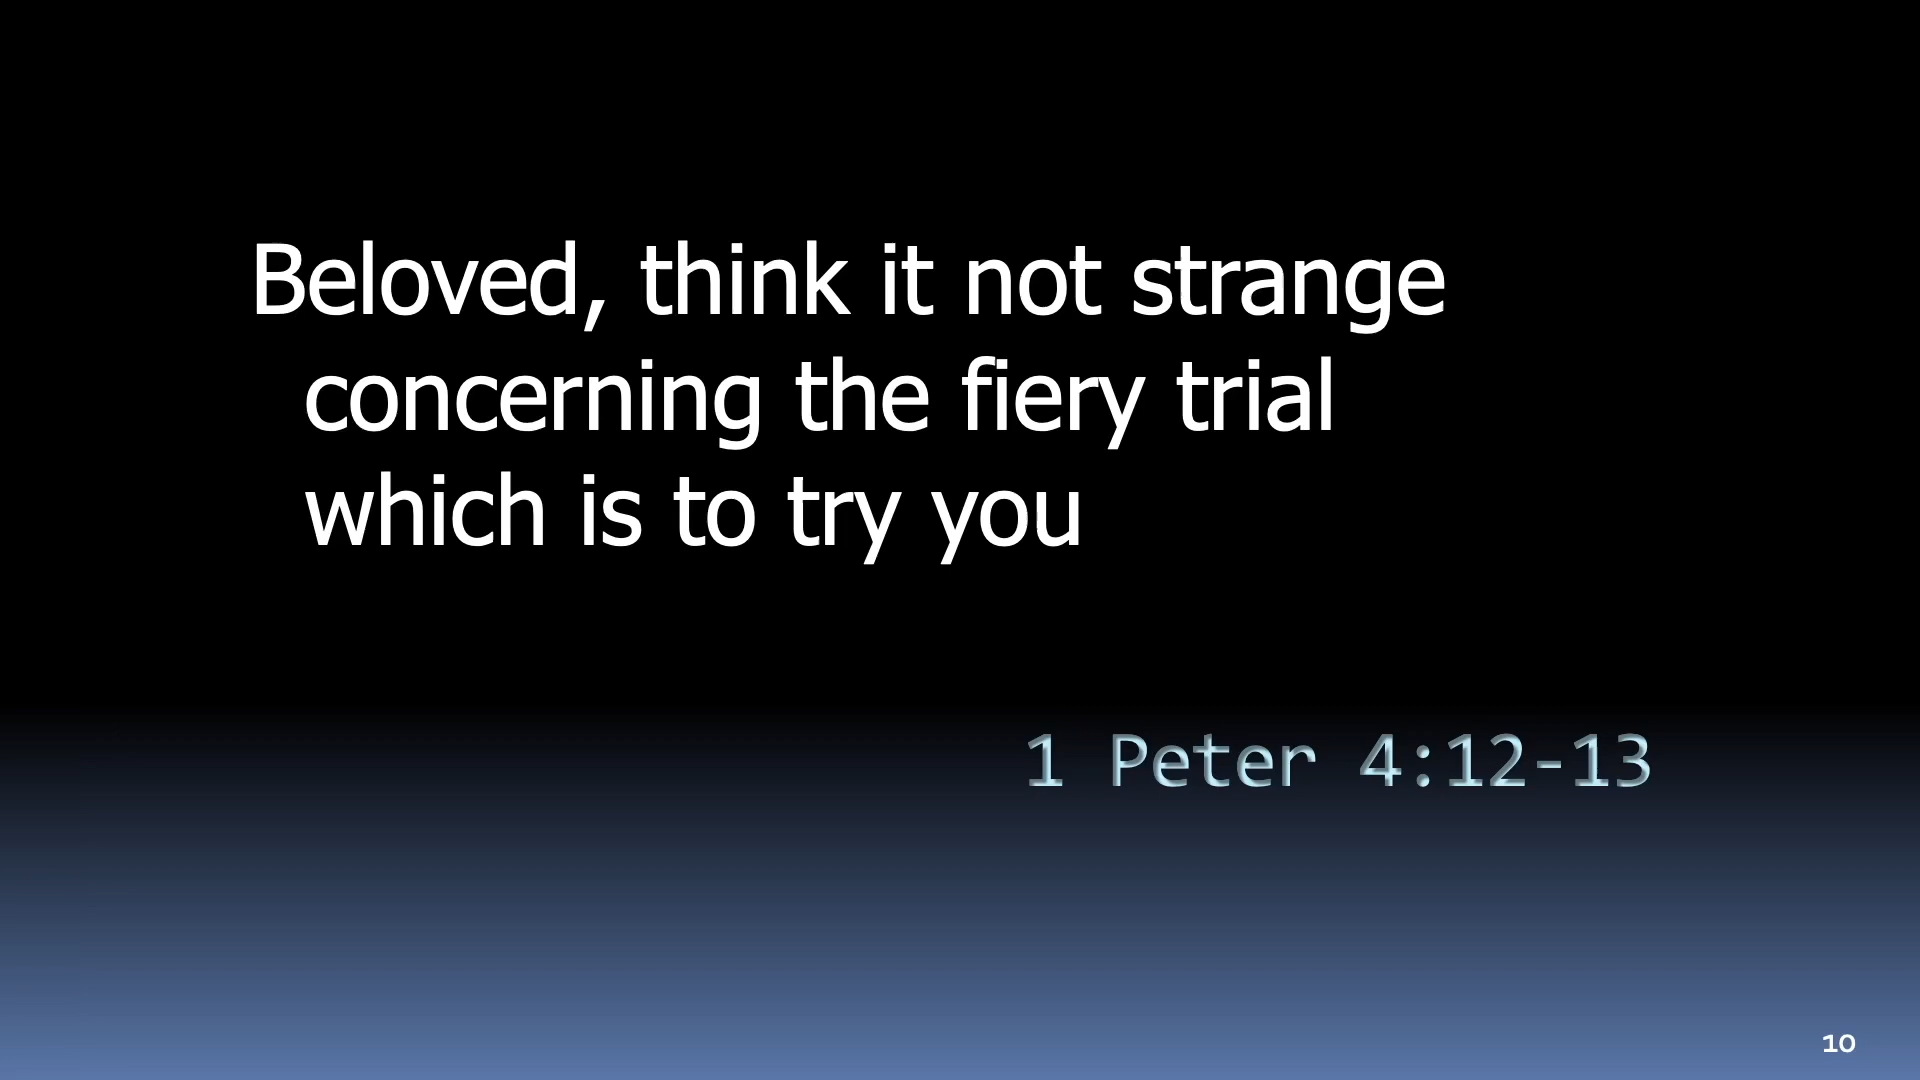 Beloved, think it not strange
concerning the fiery trial
which is to try you
1 Peter 4:12-13
10